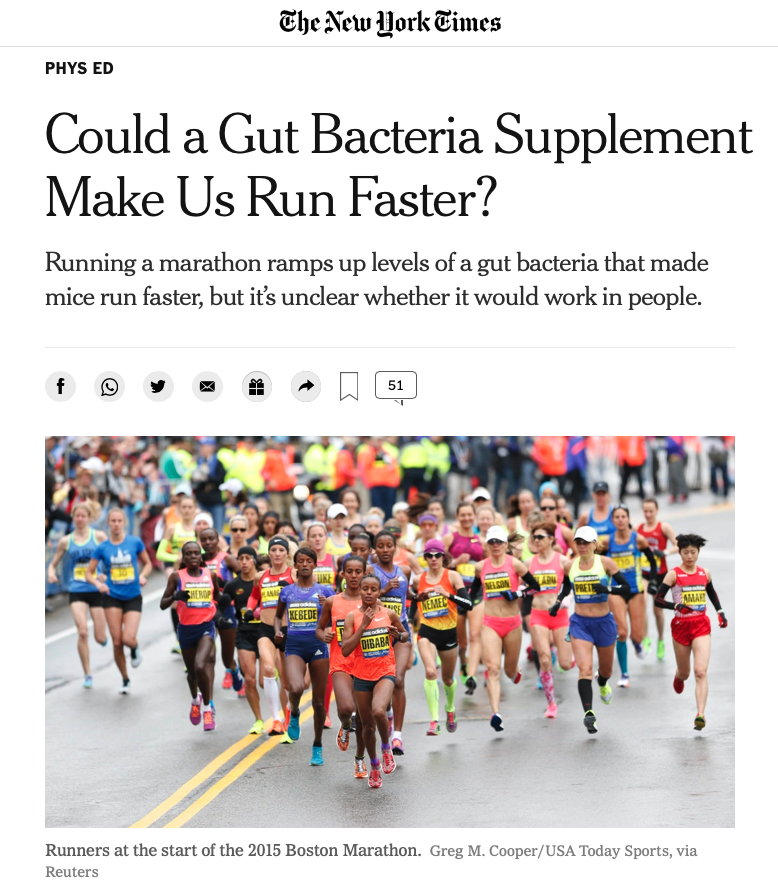 The New York Times
PHYS ED
Could a Gut Bacteria Supplement
Make Us Run Faster?
Running a marathon ramps up levels of a gut bacteria that made
mice run faster, but it's unclear whether it would work in people.
51
KEBEDE
DIBABA
NEMEC
NELSON
Runners at the start of the 2015 Boston Marathon. Greg M. Cooper/USA Today Sports, via
Reuters